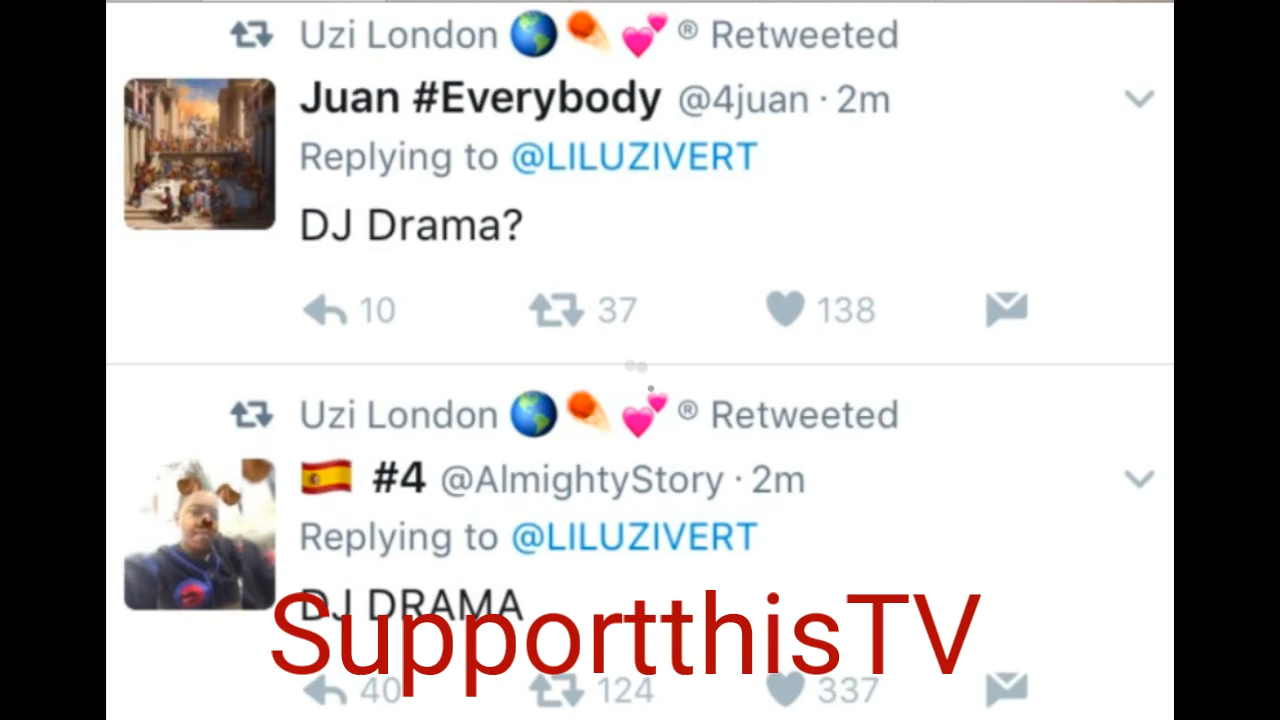 Uzi London 🌎☄️💕 ® Retweeted
Juan #Everybody @4juan · 2m
Replying to @LILUZIVERT
DJ Drama?
10 37 138
Uzi London 🌎☄️💕 ® Retweeted
🇪🇸 #4 @AlmightyStory · 2m
Replying to @LILUZIVERT
DJ DRAMA
SupportthisTV
40 124 337